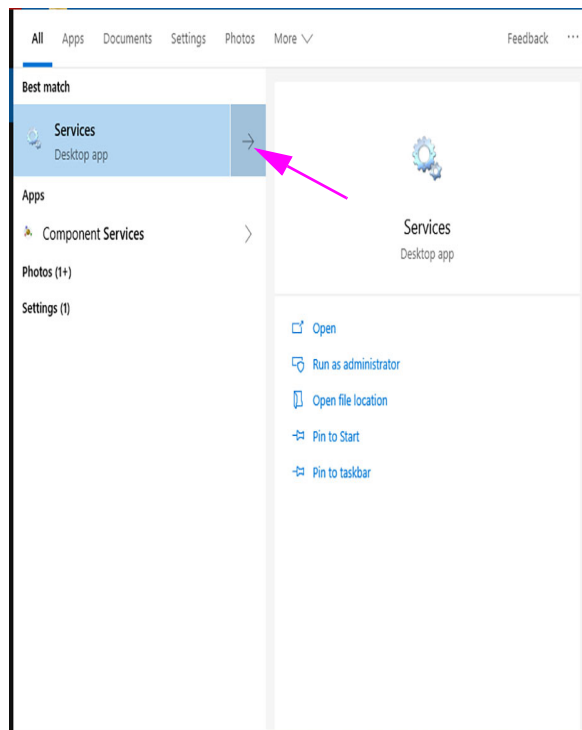 All Apps Documents Settings Photos More Feedback ...
Best match
Services
Desktop app
Apps
Component Services
Photos (1+)
Settings (1)
Services
Desktop app
Open
Run as administrator
Open file location
Pin to Start
Pin to taskbar